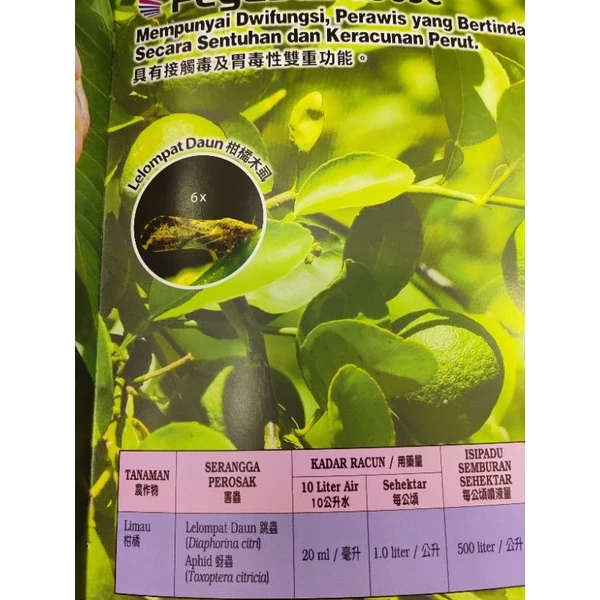 Mempunyai Dwifungsi, Perawis yang Bertinda
Secara Sentuhan dan Keracunan Perut.
具有接觸毒及胃毒性雙重功能。
Lelompat Daun 柑橘木虱
6x
TANAMAN
農作物
SERANGGA
PEROSAK
害蟲
KADAR RACUN / 用藥量
10 Liter Air
10公升水
Sehektar
每公頃
ISIPADU
SEMBURAN
SEHEKTAR
每公頃噴液量
Limau
柑橘
Lelompat Daun 跳蟲
(Diaphorina citri)
Aphid 蚜蟲
(Toxoptera citricia)
20 ml / 毫升
1.0 liter / 公升
500 liter / 公升